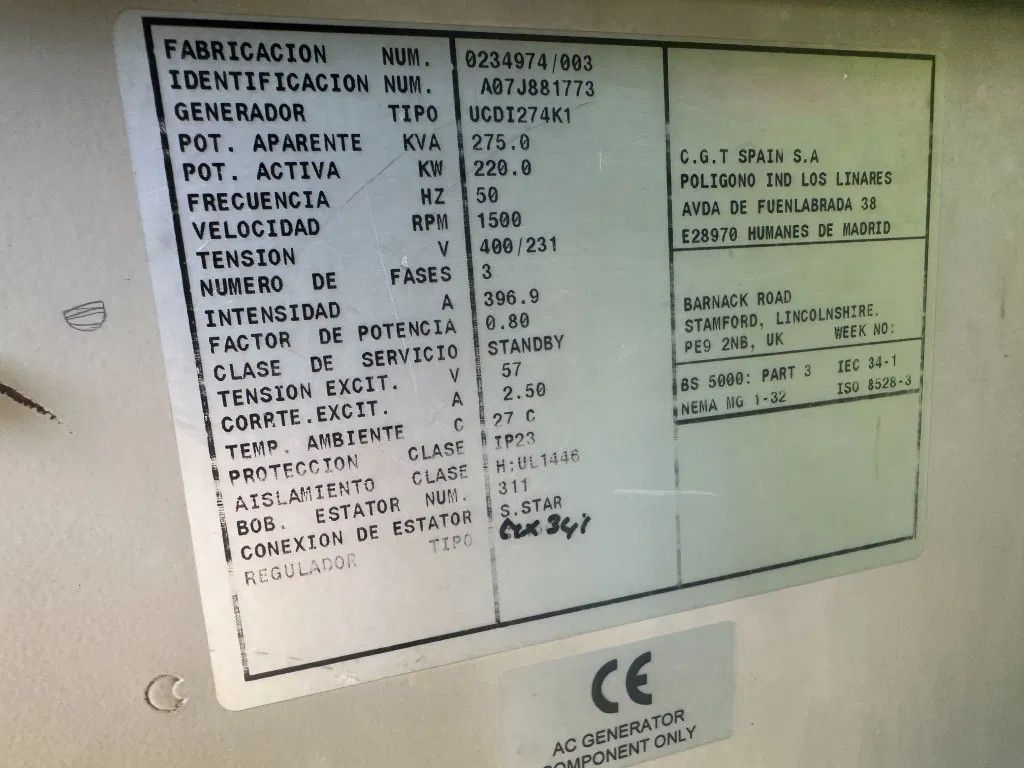 FABRICACION NUM. 0234974/003
IDENTIFICACION NUM. A07J881773
GENERADOR TIPO UCDI274K1
POT. APARENTE KVA 275.0
POT. ACTIVA KW 220.0
FRECUENCIA HZ 50
VELOCIDAD RPM 1500
TENSION V 400/231
NUMERO DE FASES 3
INTENSIDAD A 396.9
FACTOR DE POTENCIA 0.80
CLASE DE SERVICIO STANDBY
TENSION EXCIT. V 57
CORRTE.EXCIT. A 2.50
TEMP. AMBIENTE C 27 C
PROTECCION CLASE IP23
AISLAMIENTO CLASE H:UL1446
BOB. ESTATOR NUM. 311
CONEXION DE ESTATOR S.STAR
REGULADOR TIPO
C.G.T SPAIN S.A
POLIGONO IND LOS LINARES
AVDA DE FUENLABRADA 38
E28970 HUMANES DE MADRID
BARNACK ROAD
STAMFORD, LINCOLNSHIRE.
PE9 2NB, UK WEEK NO:
BS 5000: PART 3 IEC 34-1
NEMA MG 1-32 ISO 8528-3
CE
AC GENERATOR
COMPONENT ONLY